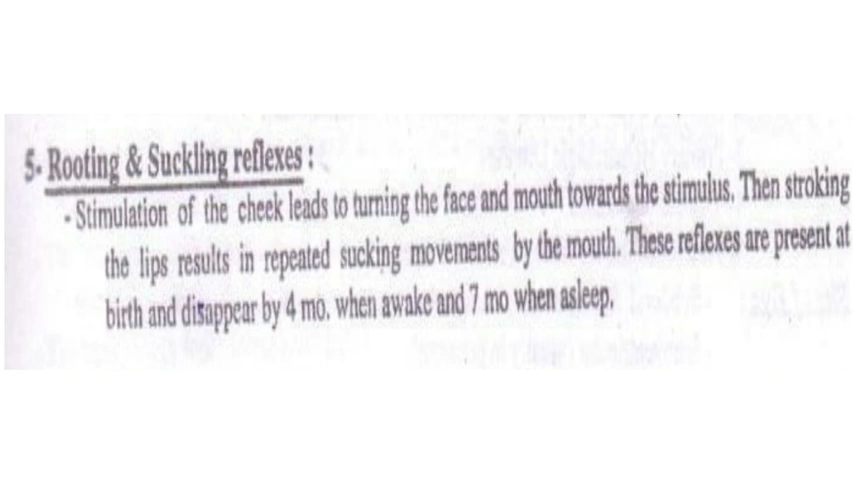 5- Rooting & Suckling reflexes :
- Stimulation of the cheek leads to turning the face and mouth towards the stimulus. Then stroking
the lips results in repeated sucking movements by the mouth. These reflexes are present at
birth and disappear by 4 mo. when awake and 7 mo when asleep.